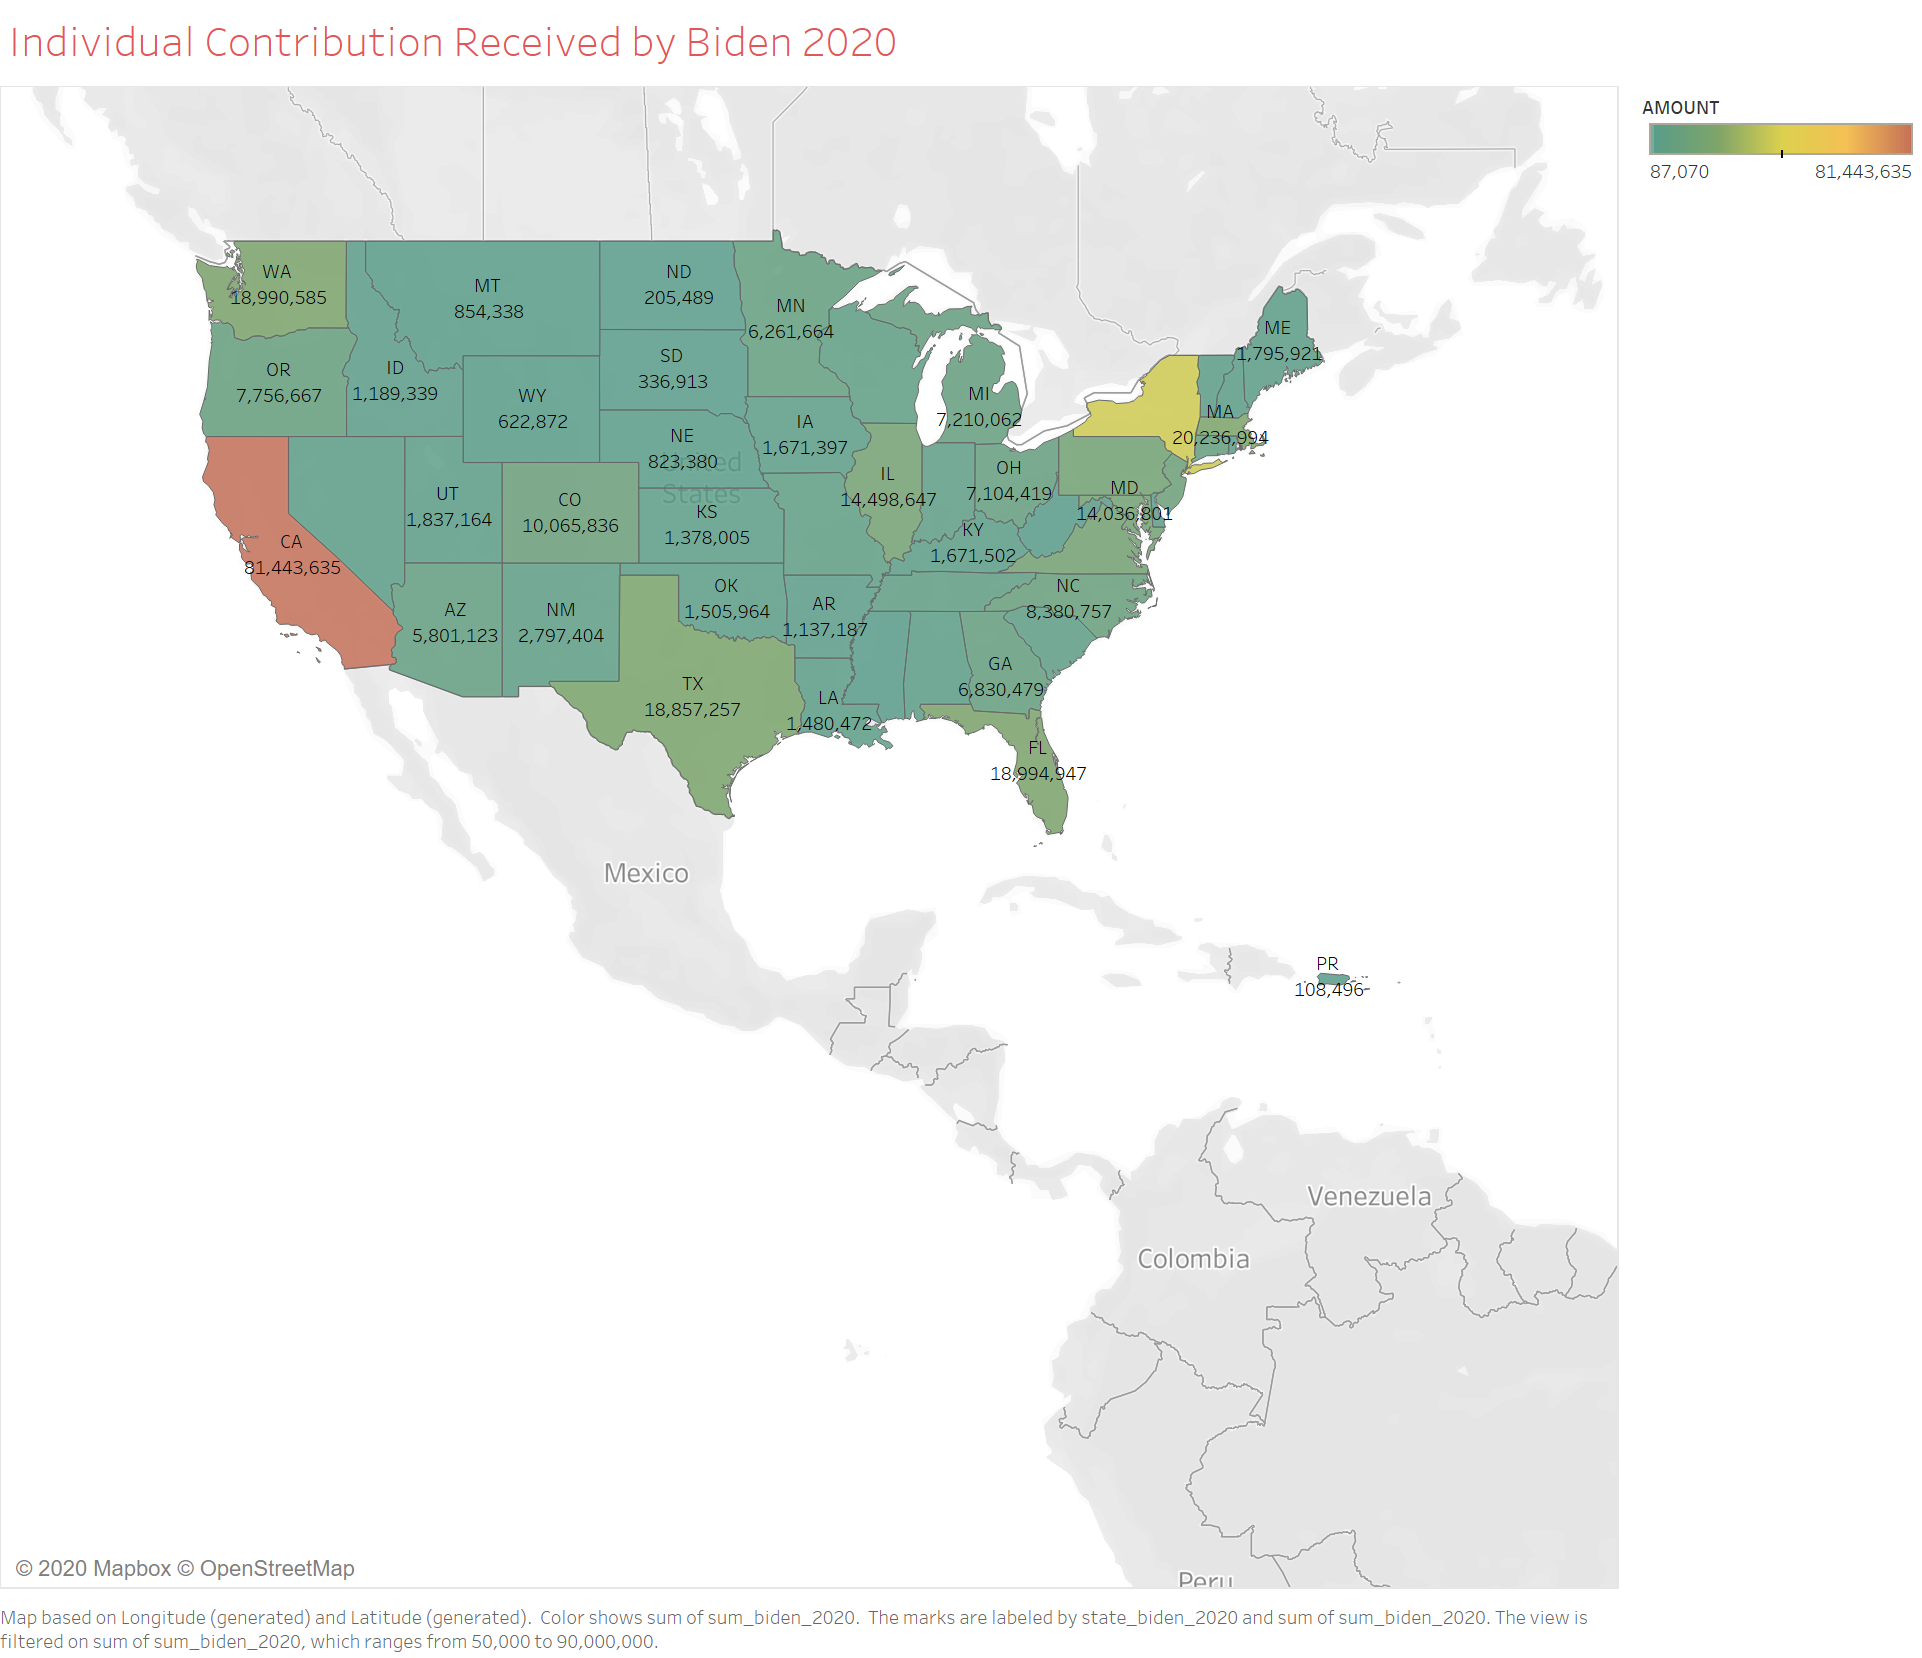 Individual Contribution Received by Biden 2020
AMOUNT
87,070 81,443,635
WA
18,990,585
MT
854,338
ND
205,489
MN
6,261,664
ME
1,795,921
OR
7,756,667
ID
1,189,339
SD
336,913
WY
622,872
MI
7,210,062
MA
20,236,994
IA
1,671,397
NE
823,380
United
States
IL
14,498,647
OH
7,104,419
MD
14,036,801
UT
1,837,164
CO
10,065,836
KS
1,378,005
KY
1,671,502
CA
81,443,635
AZ
5,801,123
NM
2,797,404
OK
1,505,964
AR
1,137,187
NC
8,380,757
TX
18,857,257
LA
1,480,472
GA
6,830,479
FL
18,994,947
Mexico
PR
108,496
Venezuela
Colombia
Peru
© 2020 Mapbox © OpenStreetMap
Map based on Longitude (generated) and Latitude (generated).  Color shows sum of sum_biden_2020.  The marks are labeled by state_biden_2020 and sum of sum_biden_2020. The view is
filtered on sum of sum_biden_2020, which ranges from 50,000 to 90,000,000.